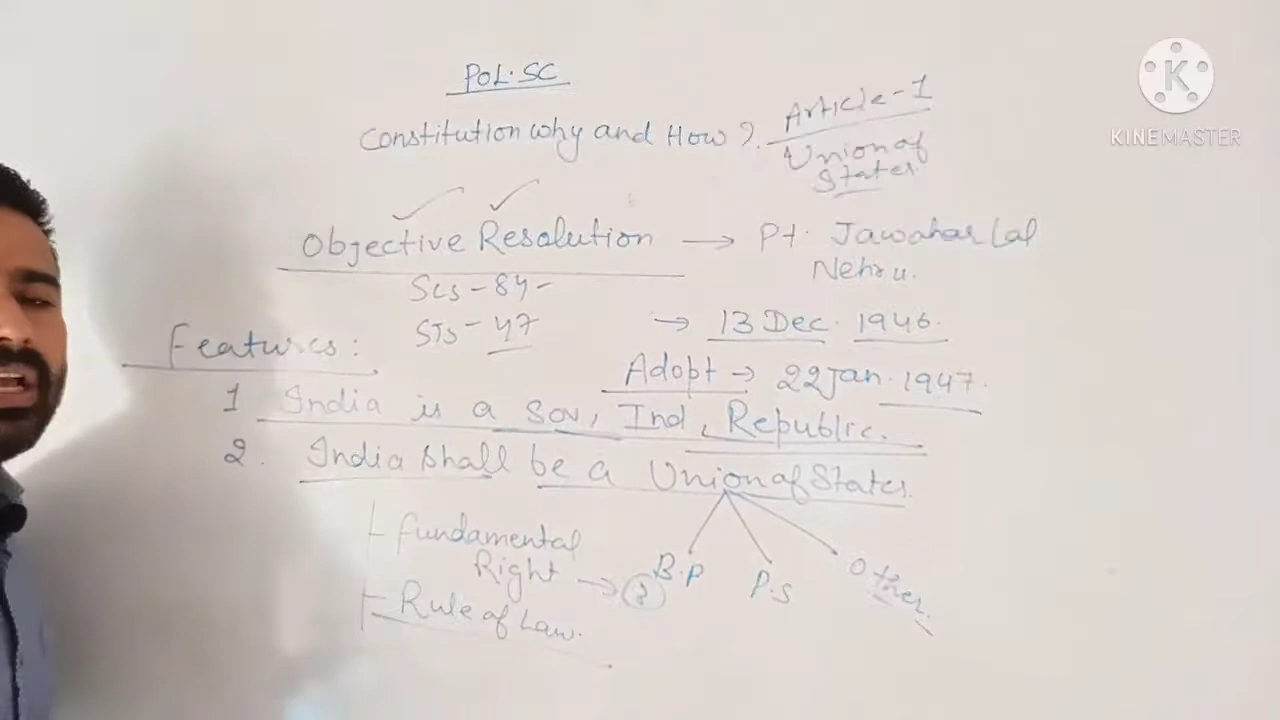 POL.SC
Constitution why and How ?
Article-1
Union of
States.
Objective Resolution → Pt. Jawahar Lal
Nehru.
SCs - 84 -
STs - 47
→ 13 Dec. 1946.
Features:
Adopt → 22 Jan. 1947.
1 India is a Sov, Ind, Republic.
2. India shall be a Union of States.
Fundamental
Right → 3
Rule of Law.
B.P
P.S
Other.
K
KINEMASTER